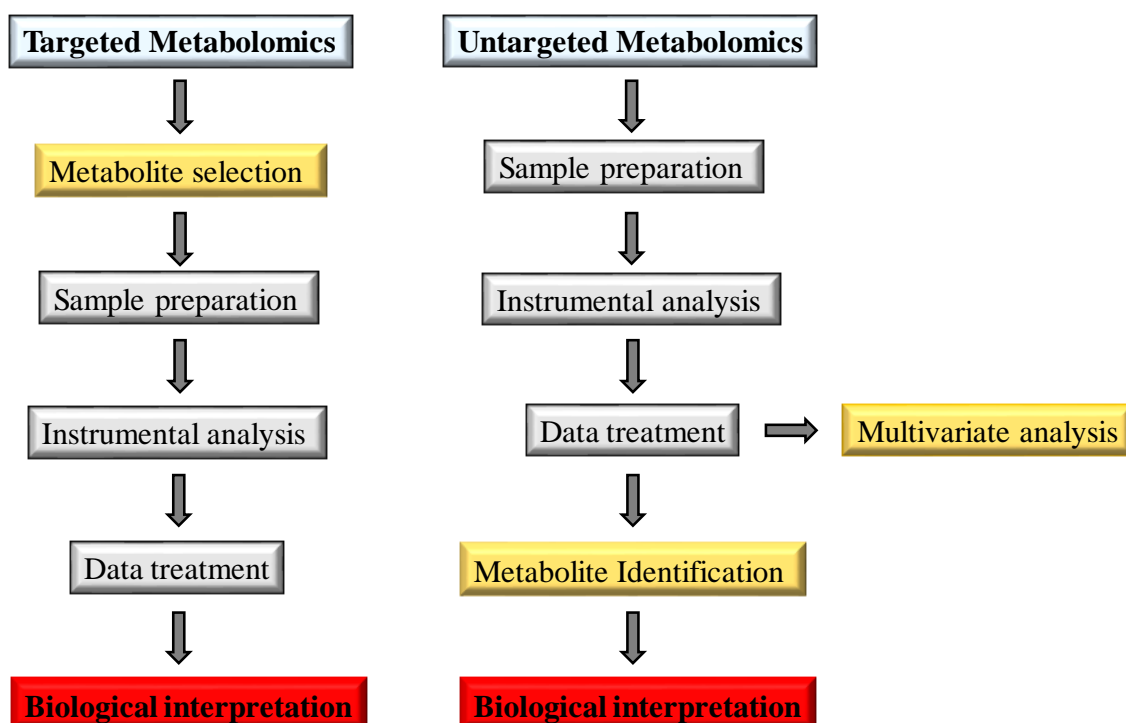 Targeted Metabolomics
Metabolite selection
Sample preparation
Instrumental analysis
Data treatment
Biological interpretation
Untargeted Metabolomics
Sample preparation
Instrumental analysis
Data treatment
Multivariate analysis
Metabolite Identification
Biological interpretation